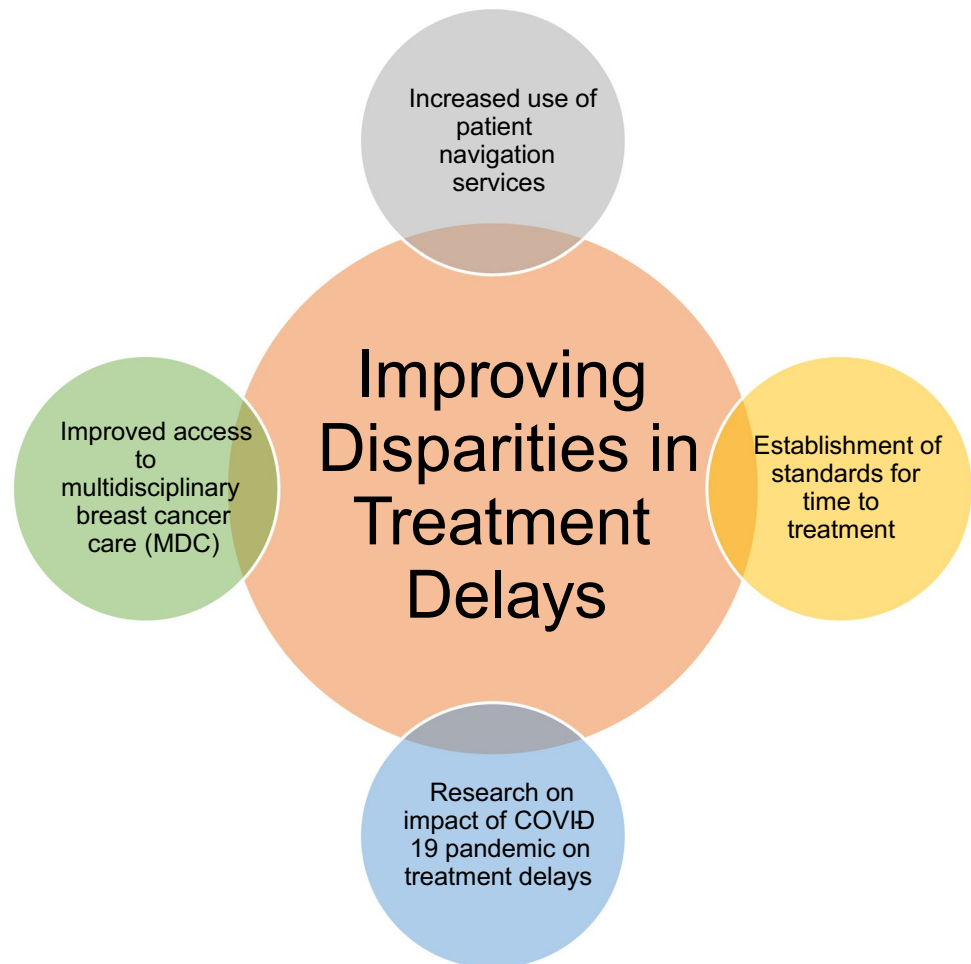 Increased use of
patient
navigation
services
Improved access
to
multidisciplinary
breast cancer
care (MDC)
Improving
Disparities in
Treatment
Delays
Establishment of
standards for
time to
treatment
Research on
impact of COVID-
19 pandemic on
treatment delays